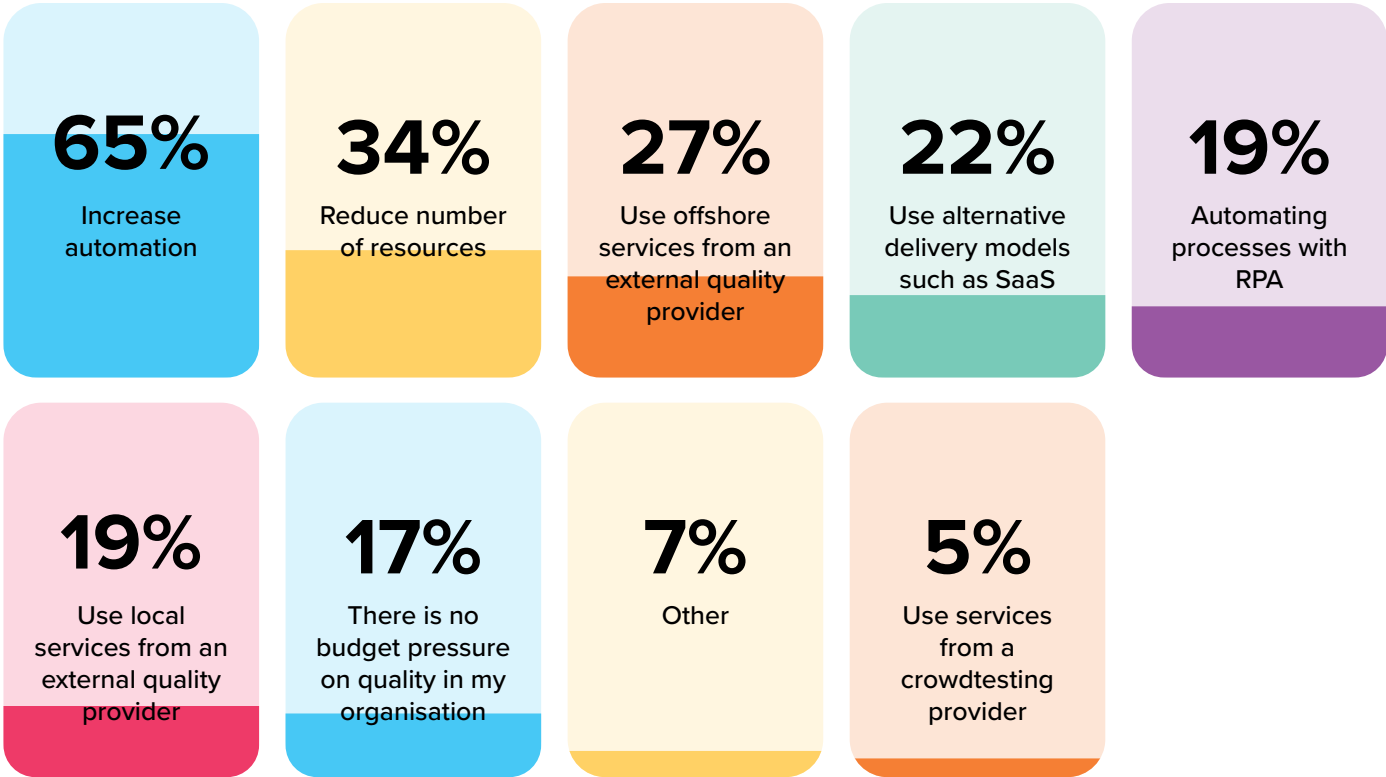 65%
Increase
automation
34%
Reduce number
of resources
27%
Use offshore
services from an
external quality
provider
22%
Use alternative
delivery models
such as SaaS
19%
Automating
processes with
RPA
19%
Use local
services from an
external quality
provider
17%
There is no
budget pressure
on quality in my
organisation
7%
Other
5%
Use services
from a
crowdtesting
provider